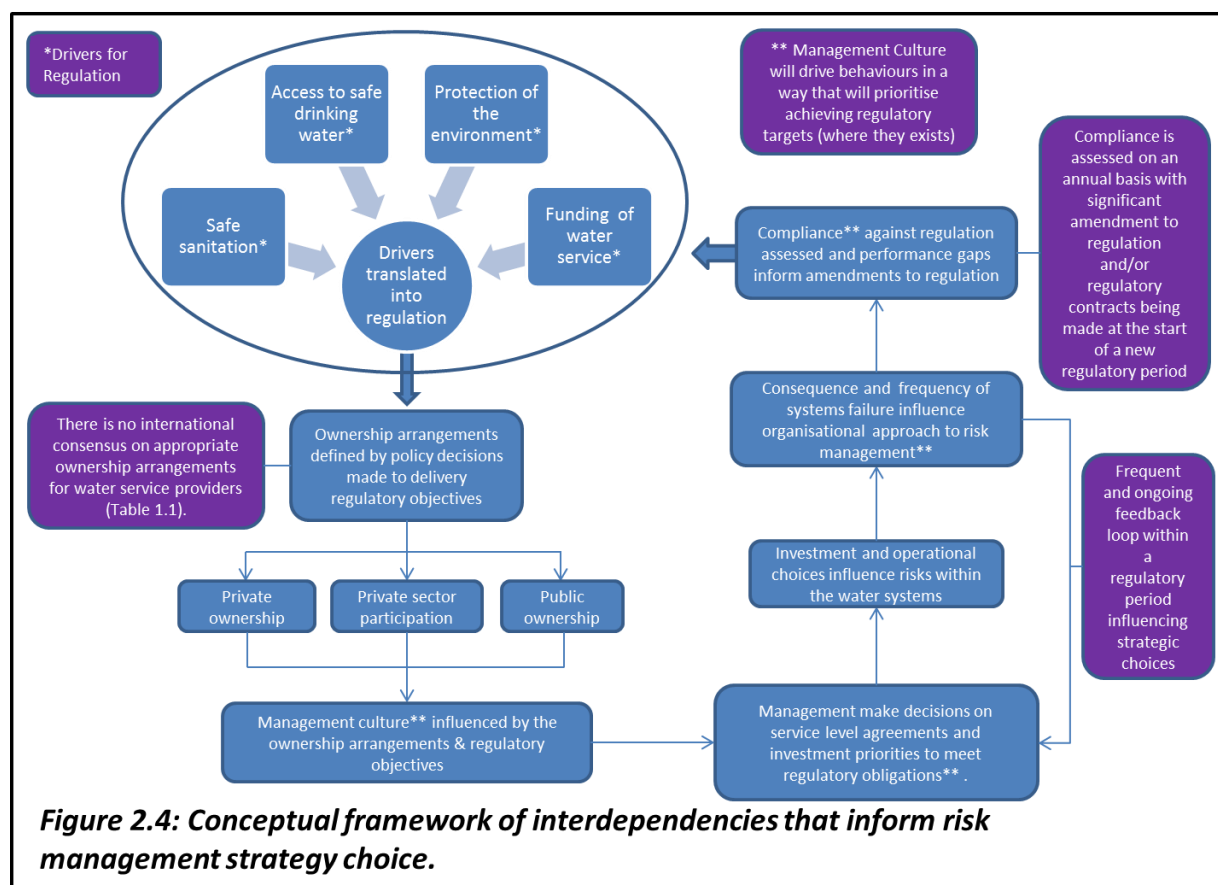 *Drivers for
Regulation
Access to safe
drinking
water*
Protection of
the
environment*
Safe
sanitation*
Funding of
water
service*
Drivers
translated
into
regulation
** Management Culture
will drive behaviours in a
way that will prioritise
achieving regulatory
targets (where they exists)
Compliance is
assessed on an
annual basis with
significant
amendment to
regulation
and/or
regulatory
contracts being
made at the start
of a new
regulatory period
Compliance** against regulation
assessed and performance gaps
inform amendments to regulation
There is no international
consensus on appropriate
ownership arrangements
for water service providers
(Table 1.1).
Ownership arrangements
defined by policy decisions
made to delivery
regulatory objectives
Consequence and frequency of
systems failure influence
organisational approach to risk
management**
Frequent
and ongoing
feedback
loop within
a
regulatory
period
influencing
strategic
choices
Investment and operational
choices influence risks within
the water systems
Private
ownership
Private sector
participation
Public
ownership
Management culture** influenced by the
ownership arrangements & regulatory
objectives
Management make decisions on
service level agreements and
investment priorities to meet
regulatory obligations** .
Figure 2.4: Conceptual framework of interdependencies that inform risk
management strategy choice.